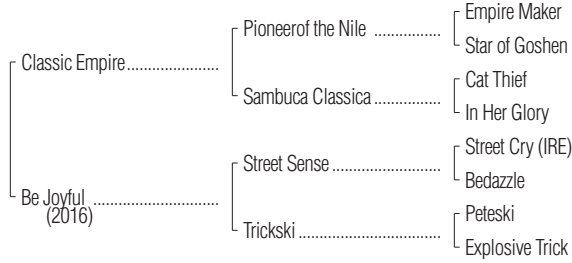 Empire Maker
Pioneerof the Nile
Star of Goshen
Classic Empire
Cat Thief
Sambuca Classica
In Her Glory
Street Cry (IRE)
Street Sense
Bedazzle
Be Joyful
(2016)
Peteski
Trickski
Explosive Trick